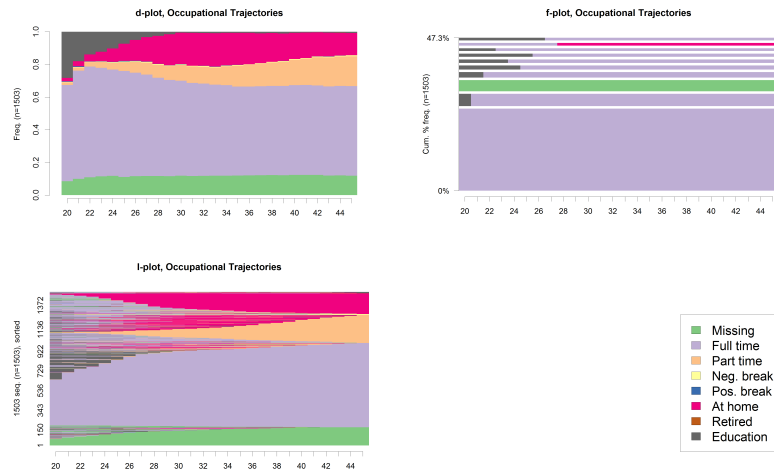 d-plot, Occupational Trajectories
Freq. (n=1503)
0.0 0.2 0.4 0.6 0.8 1.0
20 22 24 26 28 30 32 34 36 38 40 42 44
f-plot, Occupational Trajectories
Cum. % freq. (n=1503)
47.3%
0%
20 22 24 26 28 30 32 34 36 38 40 42 44
I-plot, Occupational Trajectories
1503 seq. (n=1503), sorted
1 150 343 536 729 922 1136 1372
20 22 24 26 28 30 32 34 36 38 40 42 44
Missing
Full time
Part time
Neg. break
Pos. break
At home
Retired
Education